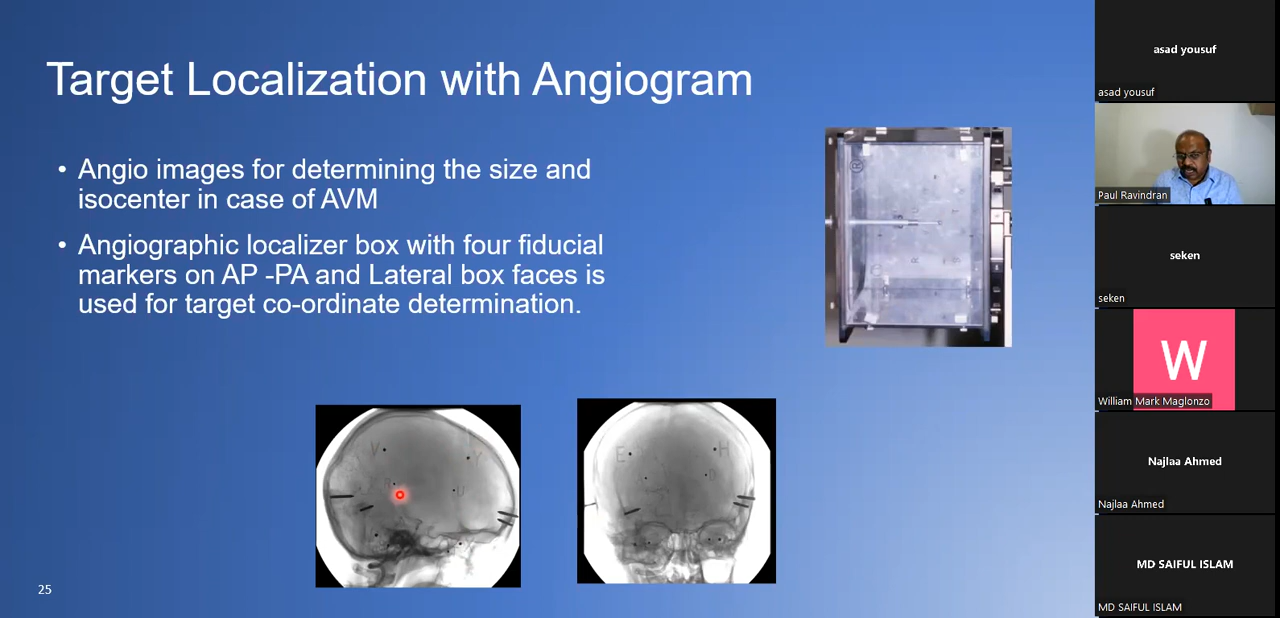 Target Localization with Angiogram
• Angio images for determining the size and
isocenter in case of AVM
• Angiographic localizer box with four fiducial
markers on AP -PA and Lateral box faces is
used for target co-ordinate determination.
V
Y
U
E
H
25
asad yousuf
asad yousuf
Paul Ravindran
seken
seken
W
William Mark Maglonzo
Najlaa Ahmed
Najlaa Ahmed
MD SAIFUL ISLAM
MD SAIFUL ISLAM